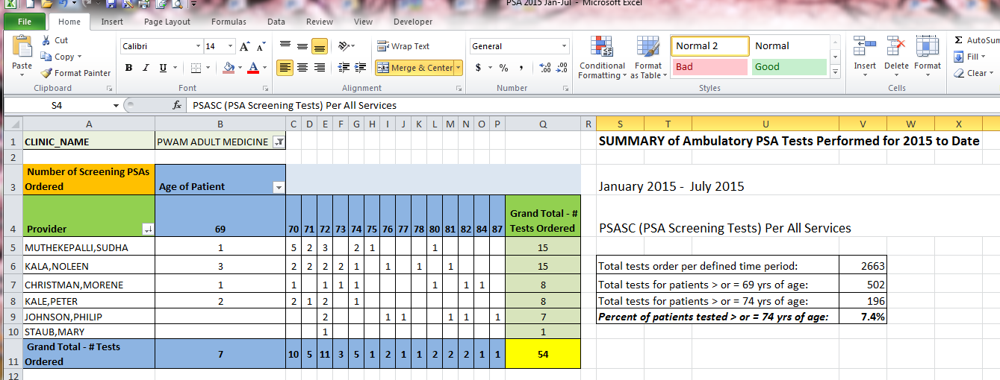 PSA 2015 Jan-Jul - Microsoft Excel
File Home Insert Page Layout Formulas Data Review View Developer
Cut
Copy
Format Painter
Paste
Calibri 14 A A
B I U A
Wrap Text
Merge & Center
General
$ % , .0 .00 .00 .0
Conditional Formatting
Format as Table
Normal 2 Normal
Bad Good
Insert Delete Format
Σ AutoSum
Fill
Clear
Clipboard Font Alignment Number Styles Cells
S4 fx PSASC (PSA Screening Tests) Per All Services
A B C D E F G H I J K L M N O P Q R S T U V W X
1 CLINIC_NAME PWAM ADULT MEDICINE SUMMARY of Ambulatory PSA Tests Performed for 2015 to Date
2
3 Number of Screening PSAs Ordered Age of Patient January 2015 - July 2015
4 Provider 69 70 71 72 73 74 75 76 77 78 80 81 82 84 87 Grand Total - # Tests Ordered PSASC (PSA Screening Tests) Per All Services
5 MUTHEKEPALLI,SUDHA 1 5 2 3 2 1 1 15
6 KALA,NOLEEN 3 2 2 2 2 1 1 1 1 15 Total tests order per defined time period: 2663
7 CHRISTMAN,MORENE 1 1 1 1 1 1 1 1 8 Total tests for patients > or = 69 yrs of age: 502
8 KALE,PETER 2 2 1 2 1 8 Total tests for patients > or = 74 yrs of age: 196
9 JOHNSON,PHILIP 2 1 1 1 1 1 7 Percent of patients tested > or = 74 yrs of age: 7.4%
10 STAUB,MARY 1 1
11 Grand Total - # Tests Ordered 7 10 5 11 3 5 1 2 1 1 2 2 2 1 1 54
12